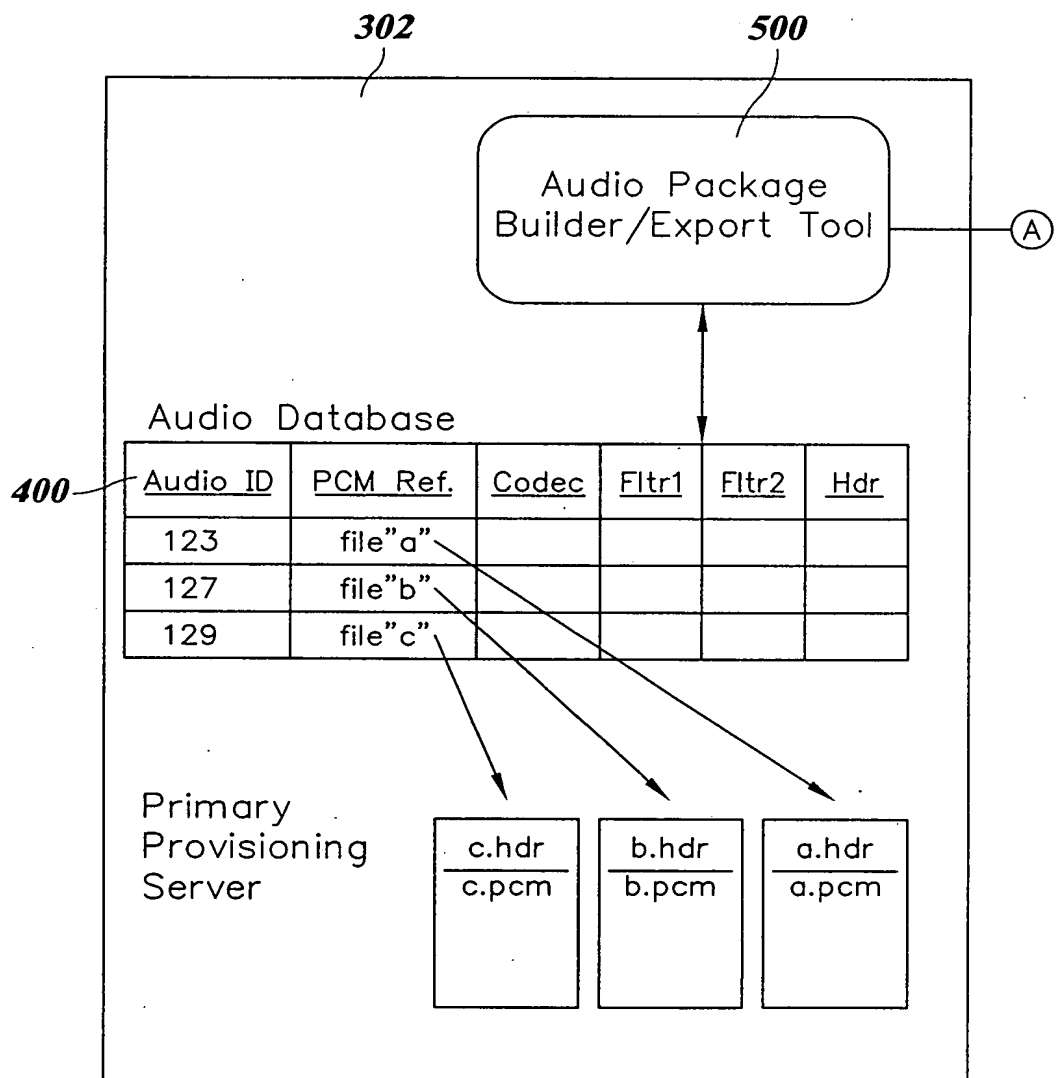 302
500
Audio Package
Builder/Export Tool
A
Audio Database
400
Audio ID PCM Ref. Codec Fltr1 Fltr2 Hdr
123 file"a"
127 file"b"
129 file"c"
Primary
Provisioning
Server
c.hdr b.hdr a.hdr
c.pcm b.pcm a.pcm